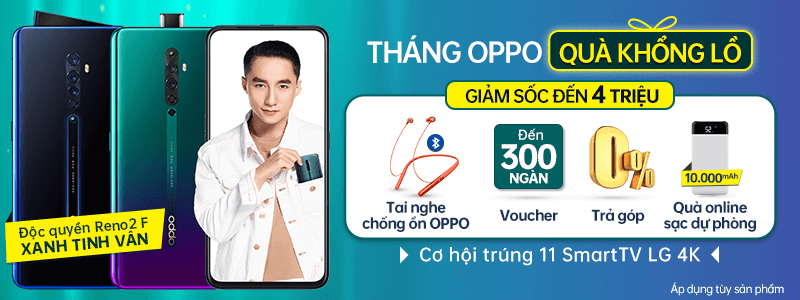 THÁNG OPPO QUÀ KHỔNG LỒ
GIẢM SỐC ĐẾN 4 TRIỆU
Đến
300
NGÀN
0%
10.000mAh
Tai nghe
chống ồn OPPO
Voucher
Trả góp
Quà online
sạc dự phòng
Cơ hội trúng 11 SmartTV LG 4K
Áp dụng tùy sản phẩm
Độc quyền Reno2 F
XANH TINH VÂN
oppo